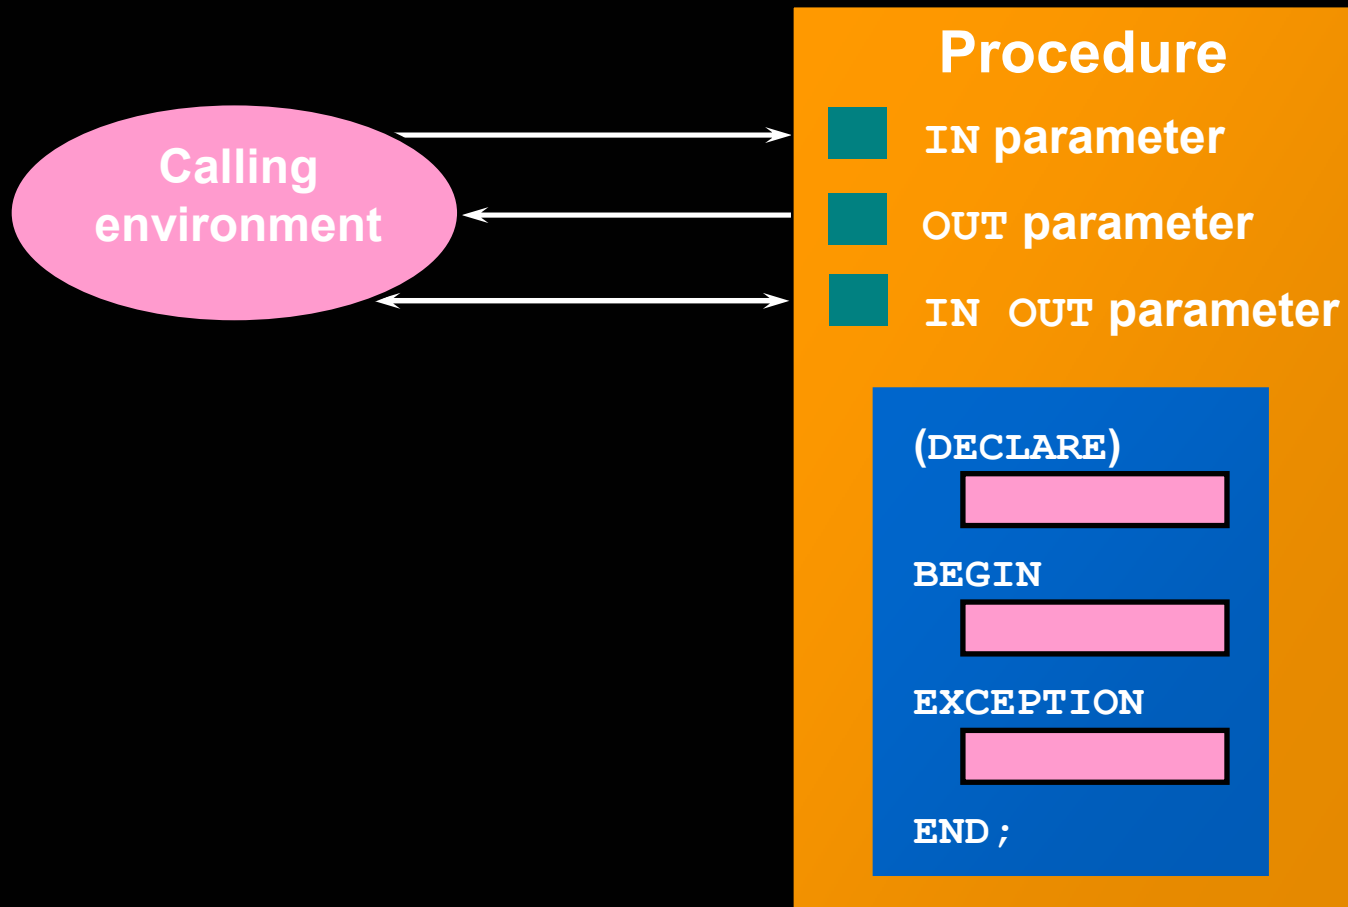 Procedure
Calling
environment
IN parameter
OUT parameter
IN OUT parameter
(DECLARE)
BEGIN
EXCEPTION
END;